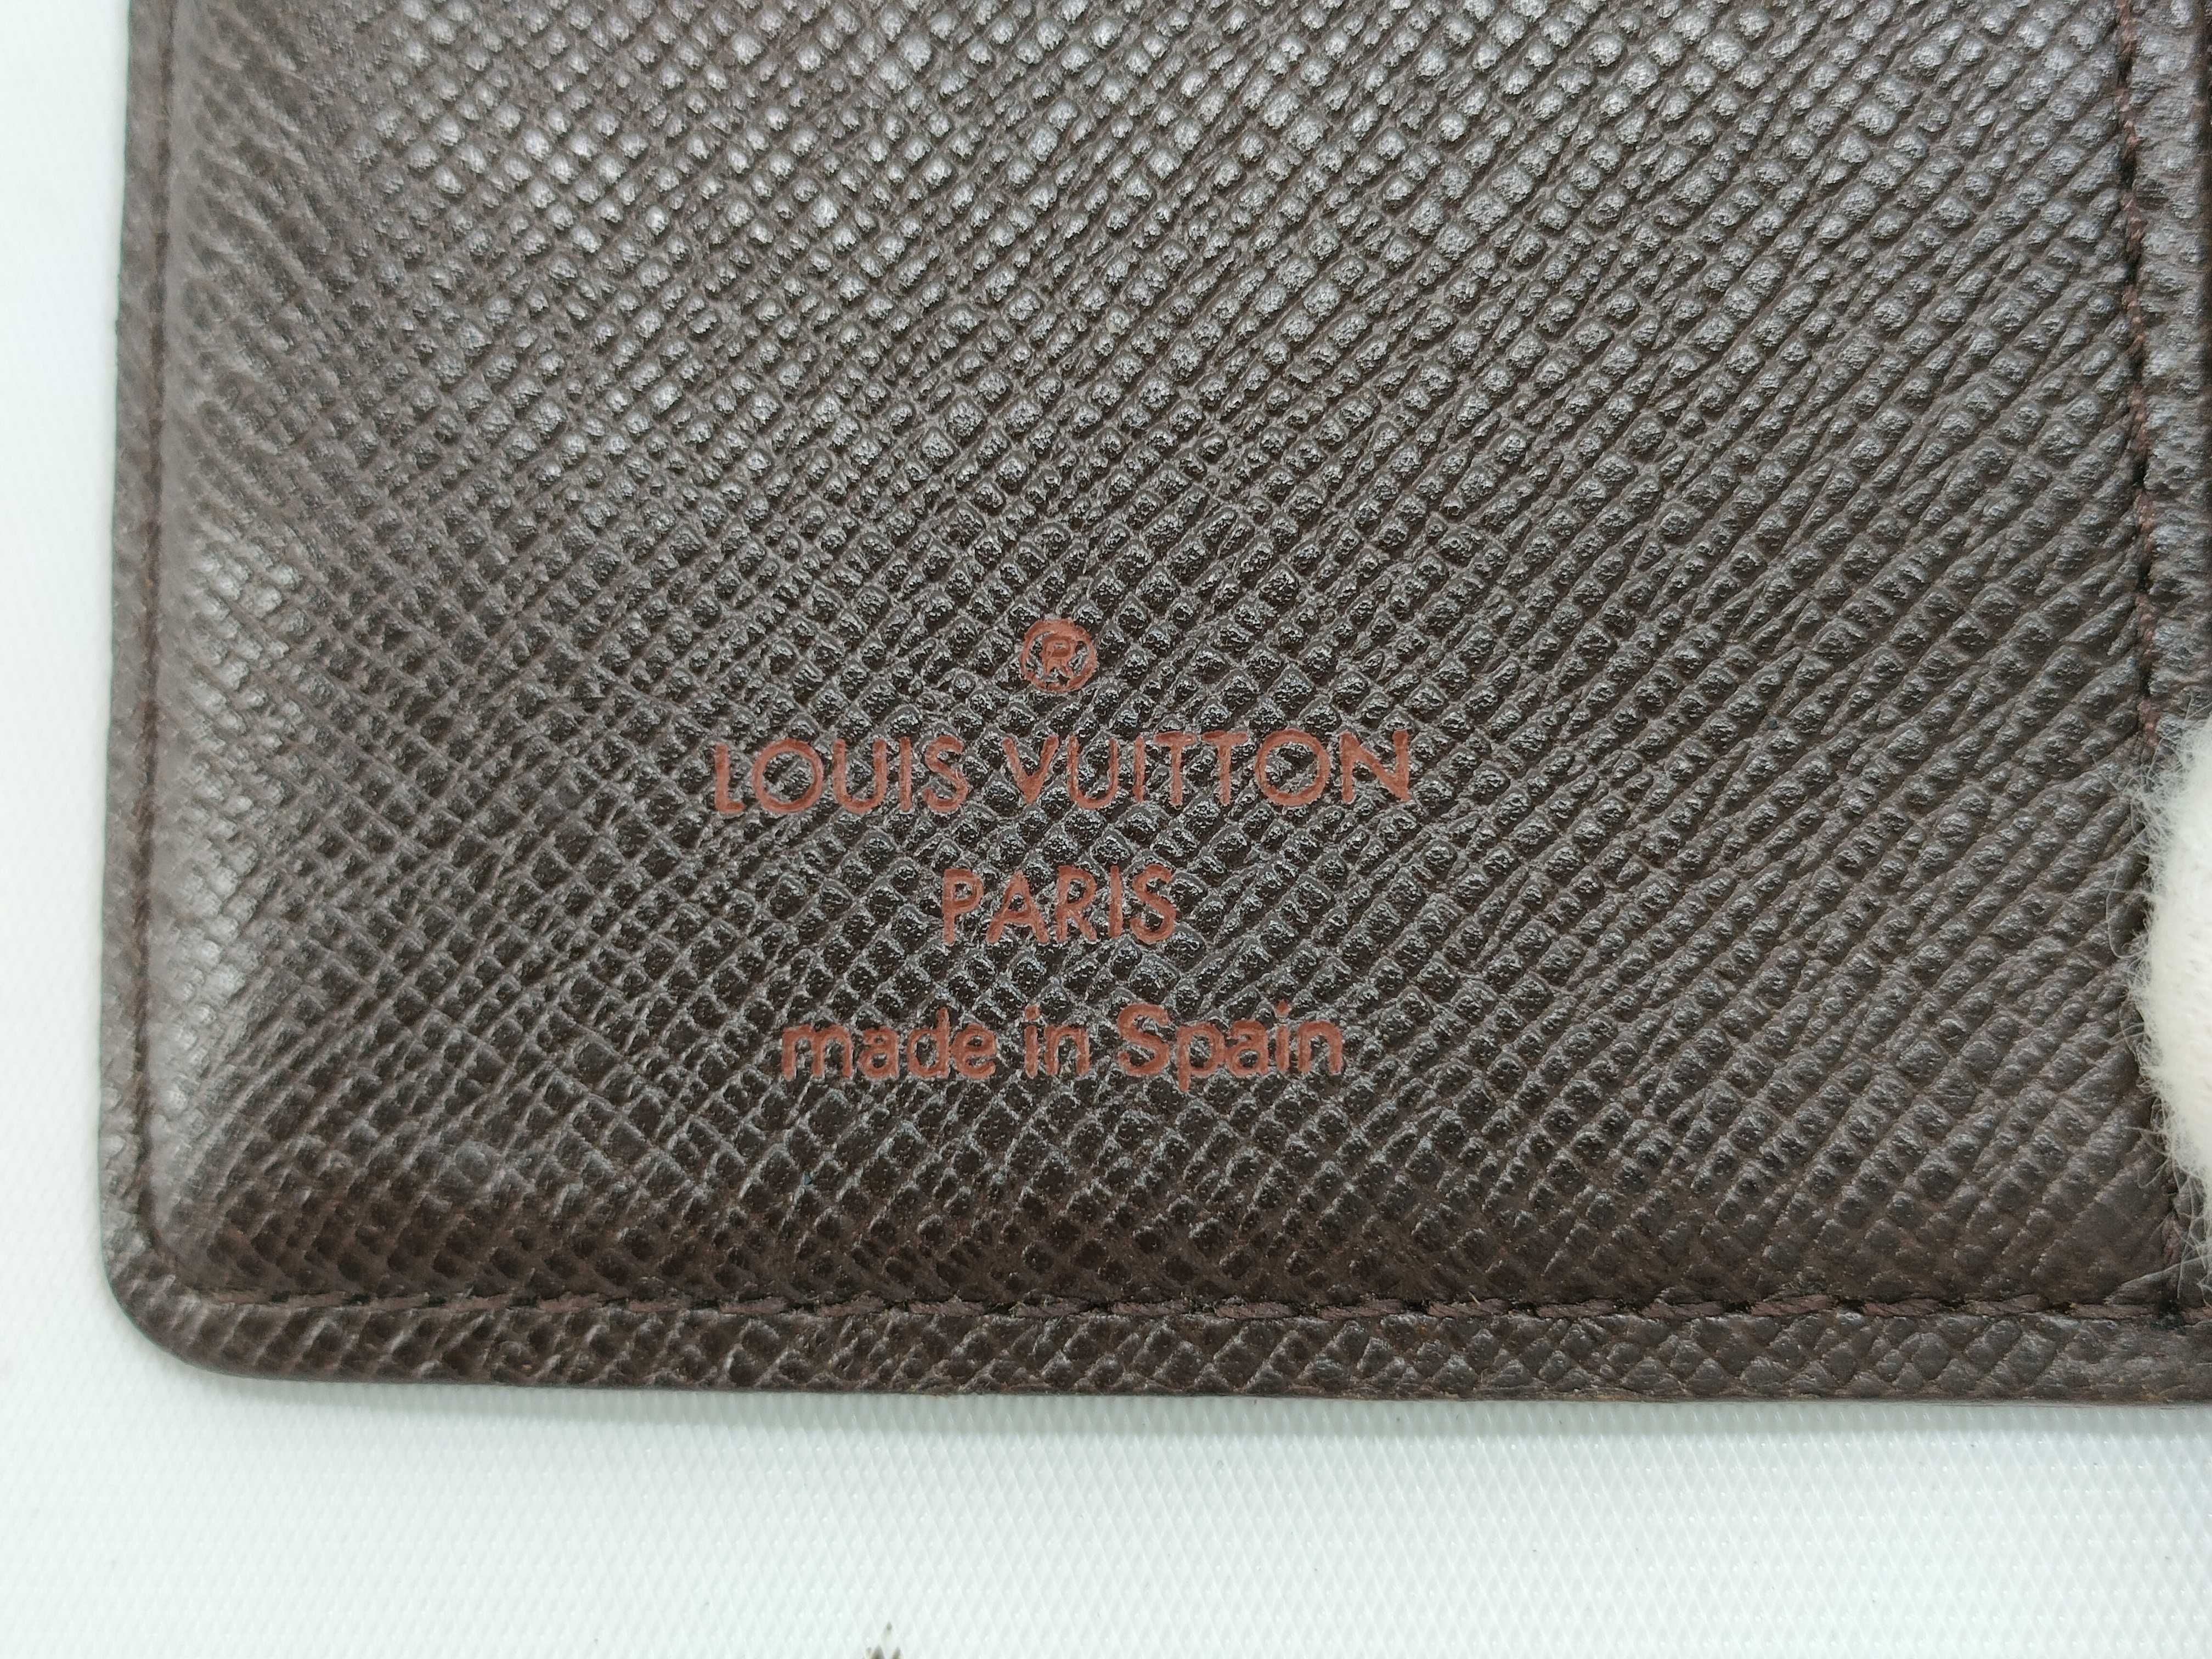 ®
LOUIS VUITTON
PARIS
made in Spain